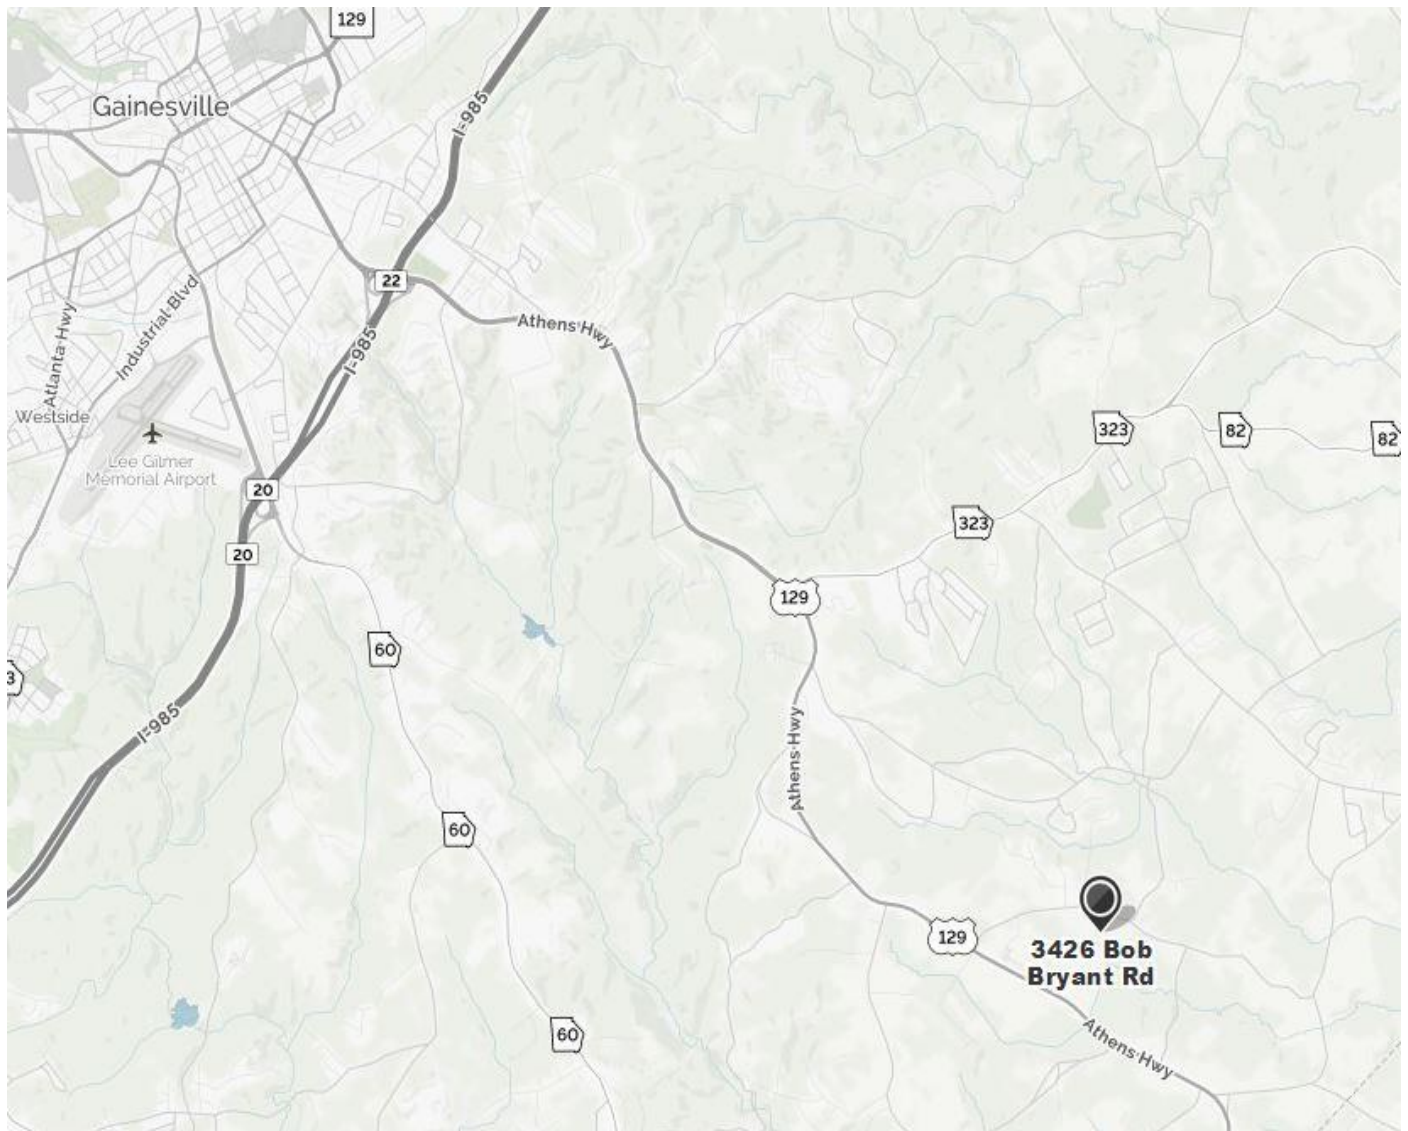 129
Gainesville
I-985
22
Athens Hwy
Industrial Blvd
Atlanta Hwy
I-985
Westside
323
82
82
Lee Gilmer
Memorial Airport
20
323
20
129
60
3
I-985
Athens Hwy
60
129
3426 Bob
Bryant Rd
60
Athens Hwy